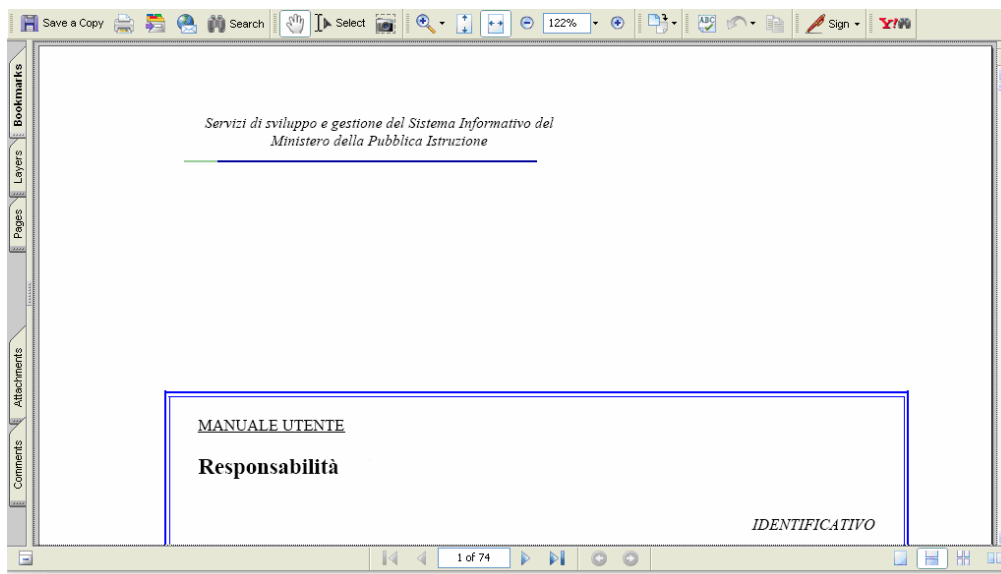 Save a Copy Search Select 122% Sign Y!
Bookmarks
Layers
Pages
Attachments
Comments
Servizi di sviluppo e gestione del Sistema Informativo del
Ministero della Pubblica Istruzione
MANUALE UTENTE
Responsabilità
IDENTIFICATIVO
1 of 74